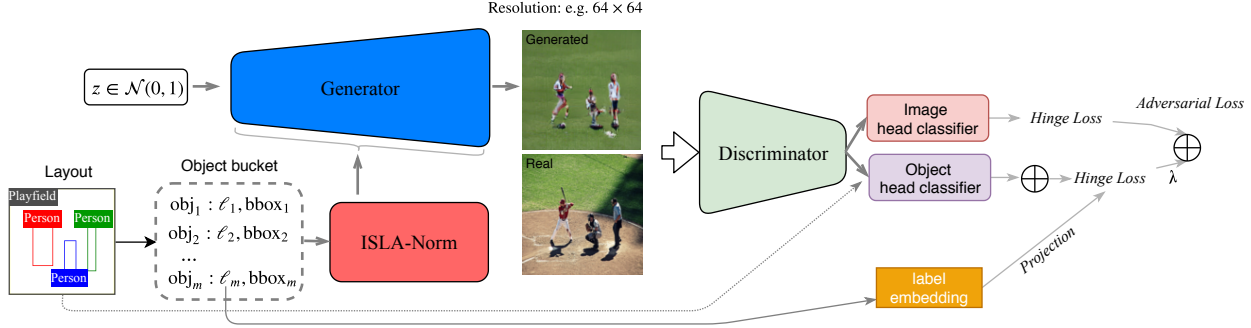 Resolution: e.g. 64 × 64
z ∈ 𝒩(0, 1)
Generator
Generated
Real
Layout
Playfield
Person
Person
Person
Object bucket
obj₁ : ℓ₁, bbox₁
obj₂ : ℓ₂, bbox₂
...
objₘ : ℓₘ, bboxₘ
ISLA-Norm
Discriminator
Image
head classifier
Object
head classifier
Hinge Loss
Adversarial Loss
Hinge Loss
λ
Projection
label
embedding